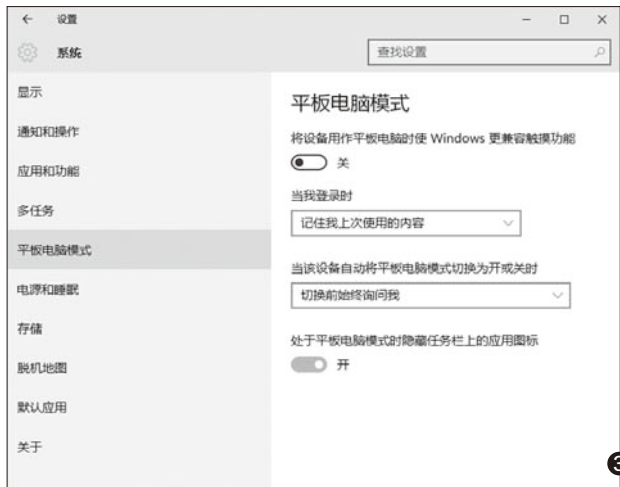 设置
系统
查找设置
显示
通知和操作
应用和功能
多任务
平板电脑模式
电源和睡眠
存储
脱机地图
默认应用
关于
平板电脑模式
将设备用作平板电脑时使 Windows 更兼容触摸功能
关
当我登录时
记住我上次使用的内容
当该设备自动将平板电脑模式切换为开或关时
切换前始终询问我
处于平板电脑模式时隐藏任务栏上的应用图标
开
❸